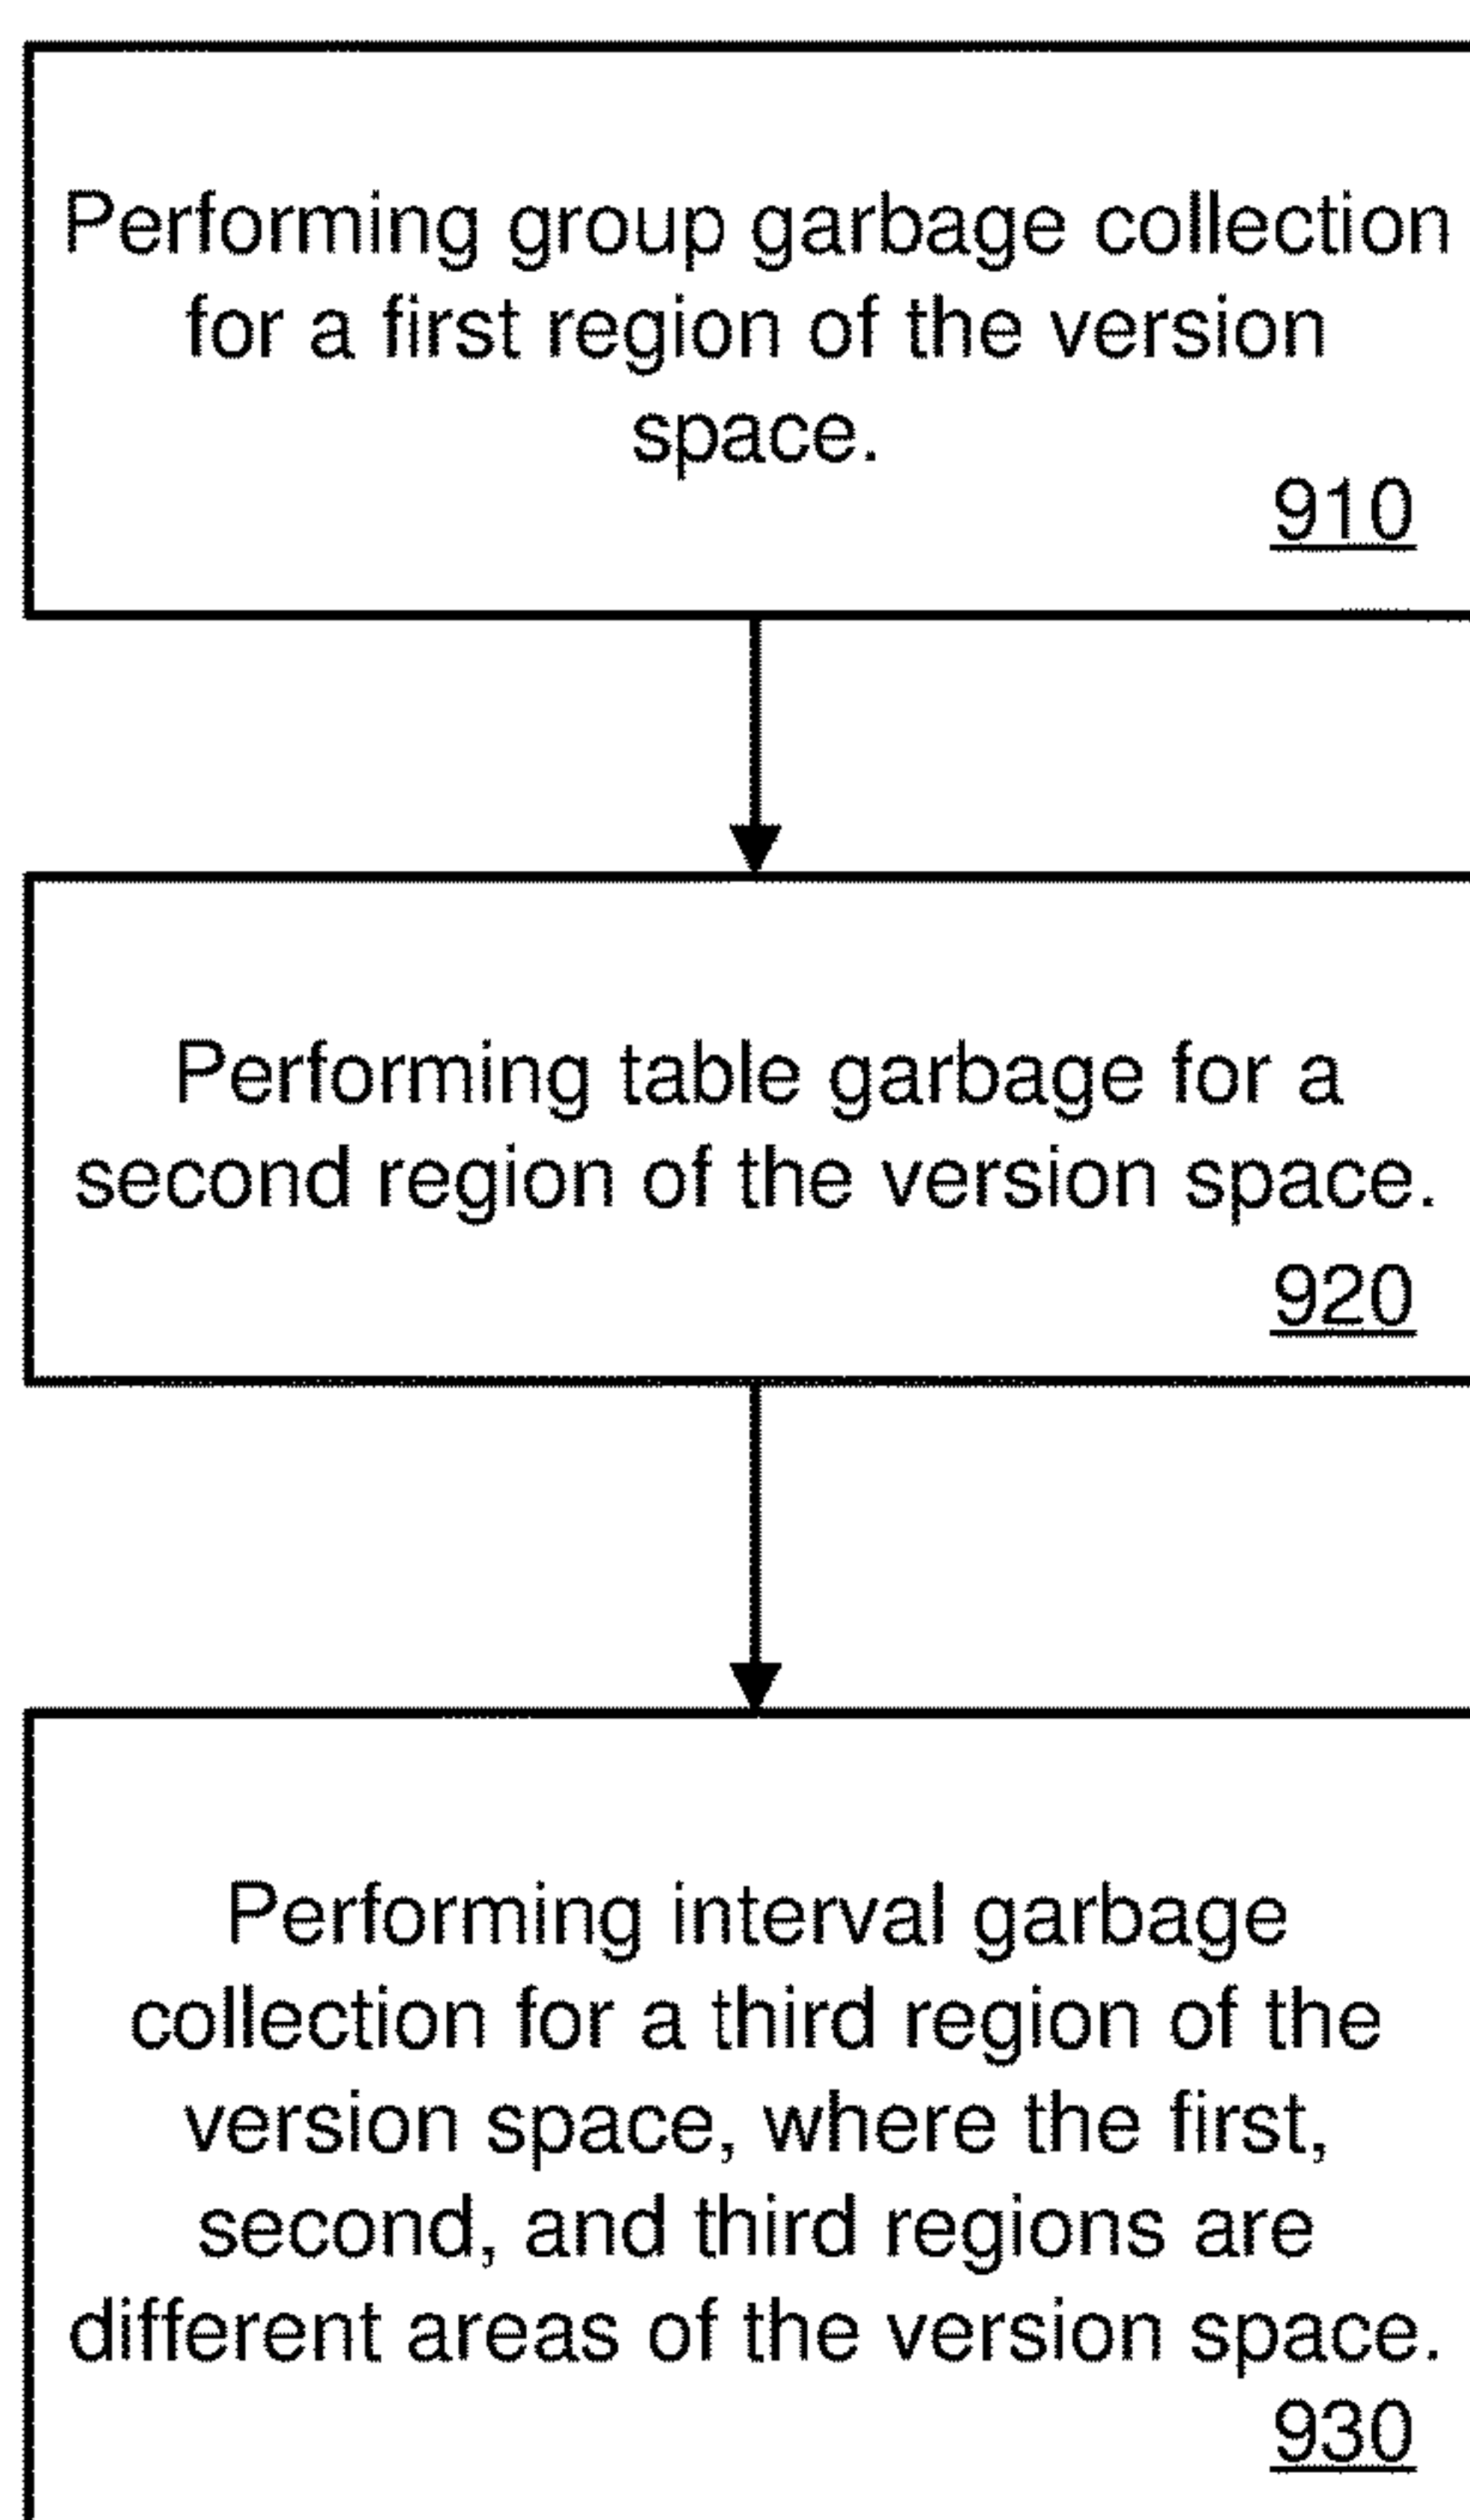 Performing group garbage collection
for a first region of the version
space.
910
Performing table garbage for a
second region of the version space.
920
Performing interval garbage
collection for a third region of the
version space, where the first,
second, and third regions are
different areas of the version space.
930